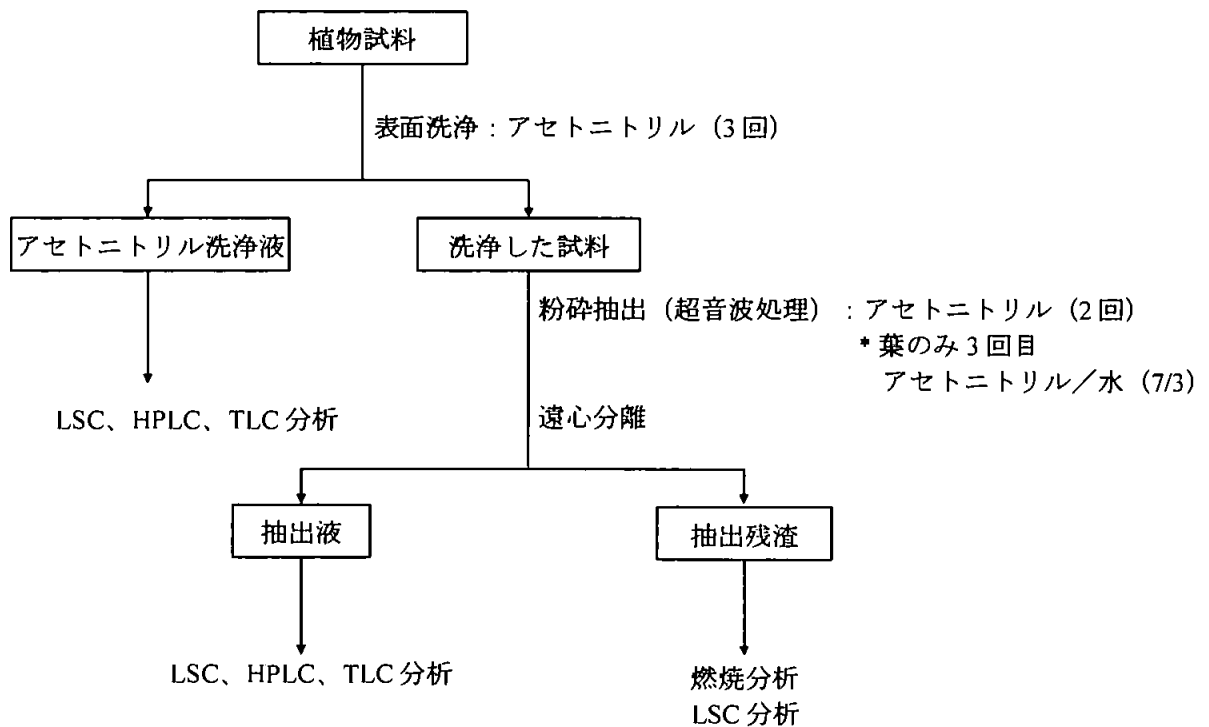 植物試料
表面洗浄：アセトニトリル（3回）
アセトニトリル洗浄液
洗浄した試料
粉砕抽出（超音波処理）：アセトニトリル（2回）
* 葉のみ3回目
アセトニトリル／水（7/3）
LSC、HPLC、TLC分析
遠心分離
抽出液
抽出残渣
LSC、HPLC、TLC分析
燃焼分析
LSC分析